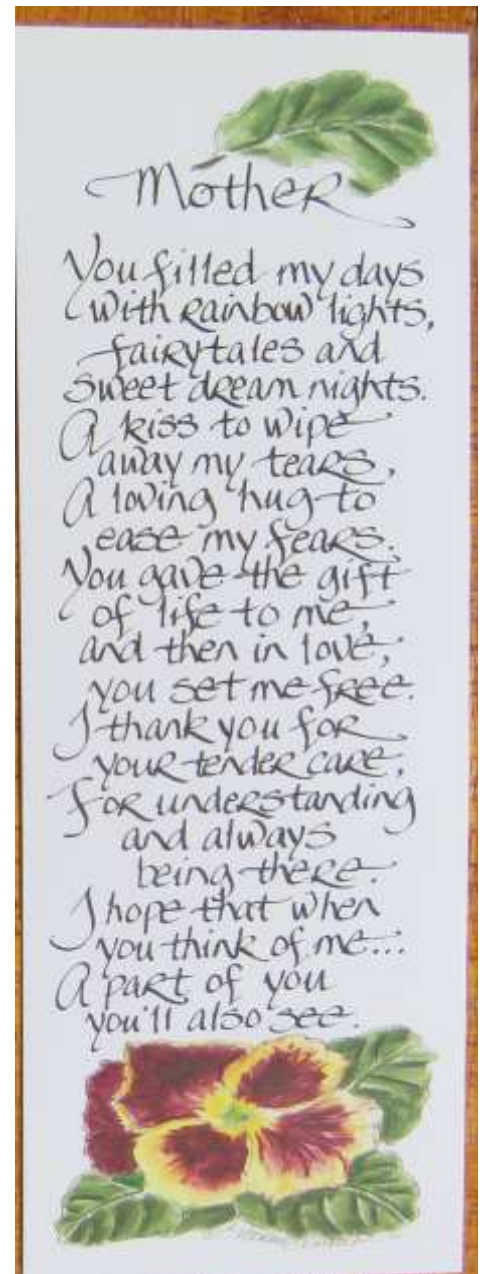 Mother
You filled my days
with rainbow lights,
fairytales and
sweet dream nights.
A kiss to wipe
away my tears,
A loving hug to
ease my fears.
You gave the gift
of life to me,
and then in love,
you set me free.
I thank you for
your tender care,
For understanding
and always
being there.
I hope that when
you think of me...
A part of you
you'll also see.